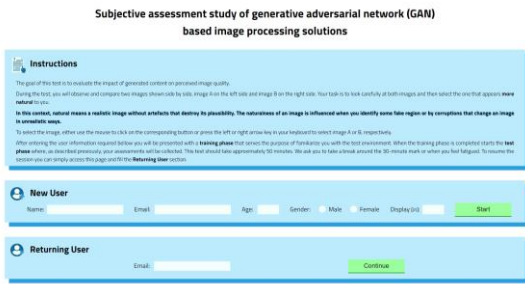 Subjective assessment study of generative adversarial network (GAN)
based image processing solutions
Instructions
The goal of this test is to evaluate the impact of generated content on perceived image quality.
During the test, you will observe and compare two images shown side by side, image A on the left side and image B on the right side. Your task is to look carefully at both images and then select the one that appears more
natural to you.
In this context, natural means a realistic image without artefacts that destroy its plausibility. The naturalness of an image is influenced when you identify some fake region or by corruptions that change an image
in unrealistic ways.
To select the image, either use the mouse to click on the corresponding button or press the left or right arrow key in your keyboard to select image A or B, respectively.
After entering the user information required below you will be presented with a training phase that serves the purpose of familiarize you with the test environment. When the training phase is completed starts the test
phase where, as described previously, your assessments will be collected. This test should take approximately 50 minutes. We ask you to take a break around the 30-minute mark or when you feel fatigued. To resume the
session you can simply access this page and fill the Returning User section.
New User
Name: Email: Age: Gender: Male Female Display (in): Start
Returning User
Email: Continue